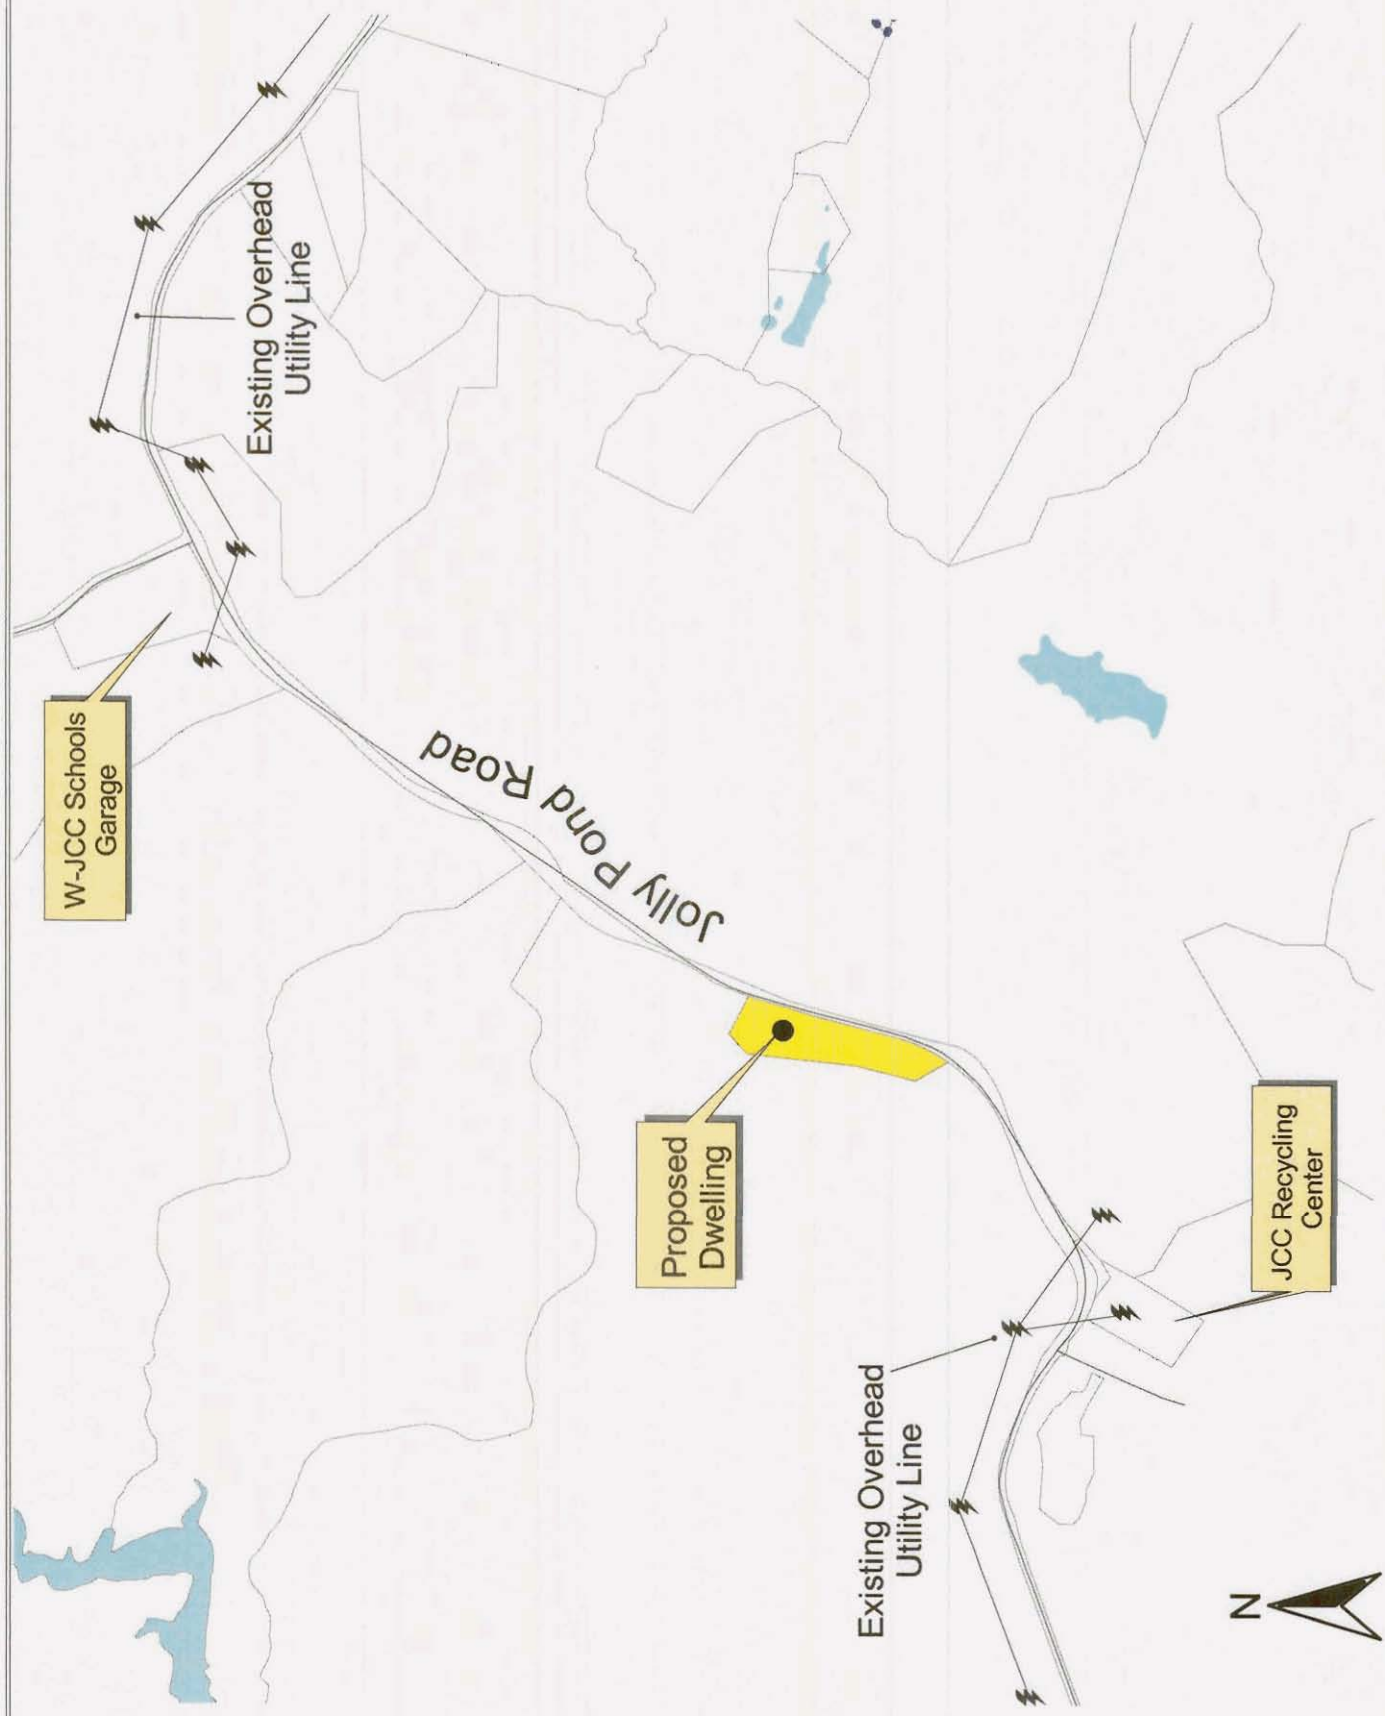 W-JCC Schools
Garage
Existing Overhead
Utility Line
Jolly Pond Road
Proposed
Dwelling
Existing Overhead
Utility Line
JCC Recycling
Center
N